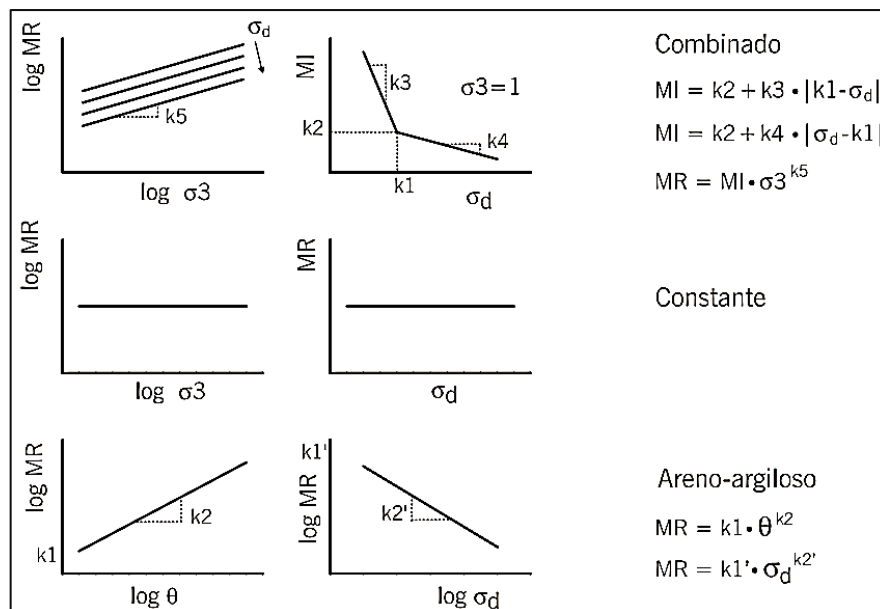 log MR
σd
k5
log σ3
MI
k3
σ3=1
k2
k4
k1
σd
Combinado
MI = k2 + k3 • |k1-σd|
MI = k2 + k4 • |σd-k1|
MR = MI • σ3^k5
log MR
log σ3
MR
σd
Constante
log MR
k1
k2
log θ
k1'
log MR
k2'
log σd
Areno-argiloso
MR = k1 • θ^k2
MR = k1' • σd^k2'